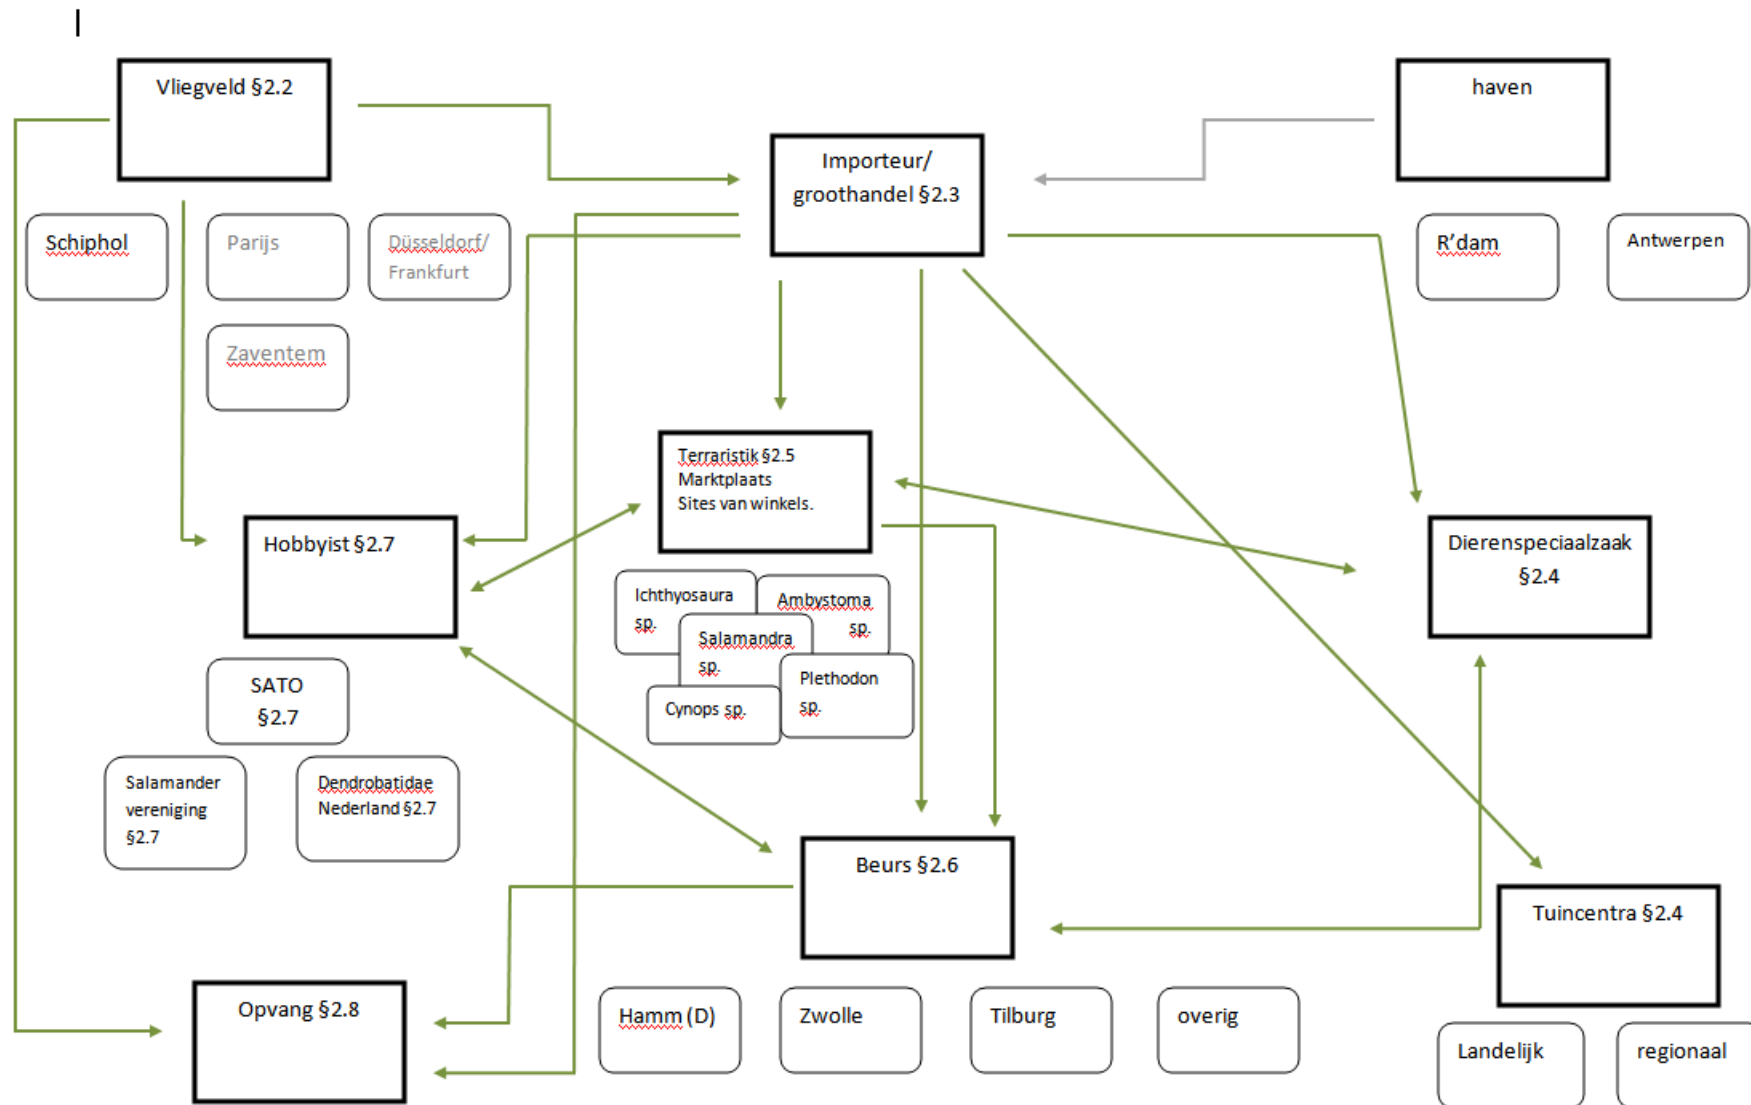 Vliegveld §2.2
haven
Importeur/
groothandel §2.3
Schiphol
Parijs
Düsseldorf/
Frankfurt
R'dam
Antwerpen
Zaventem
Terraristik §2.5
Marktplaats
Sites van winkels.
Hobbyist §2.7
Dierenspeciaalzaak
§2.4
Ichthyosaura
sp.
Ambystoma
sp.
Salamandra
sp.
Plethodon
sp.
Cynops sp.
SATO
§2.7
Salamander
vereniging
§2.7
Dendrobatidae
Nederland §2.7
Beurs §2.6
Tuincentra §2.4
Opvang §2.8
Hamm (D)
Zwolle
Tilburg
overig
Landelijk
regionaal